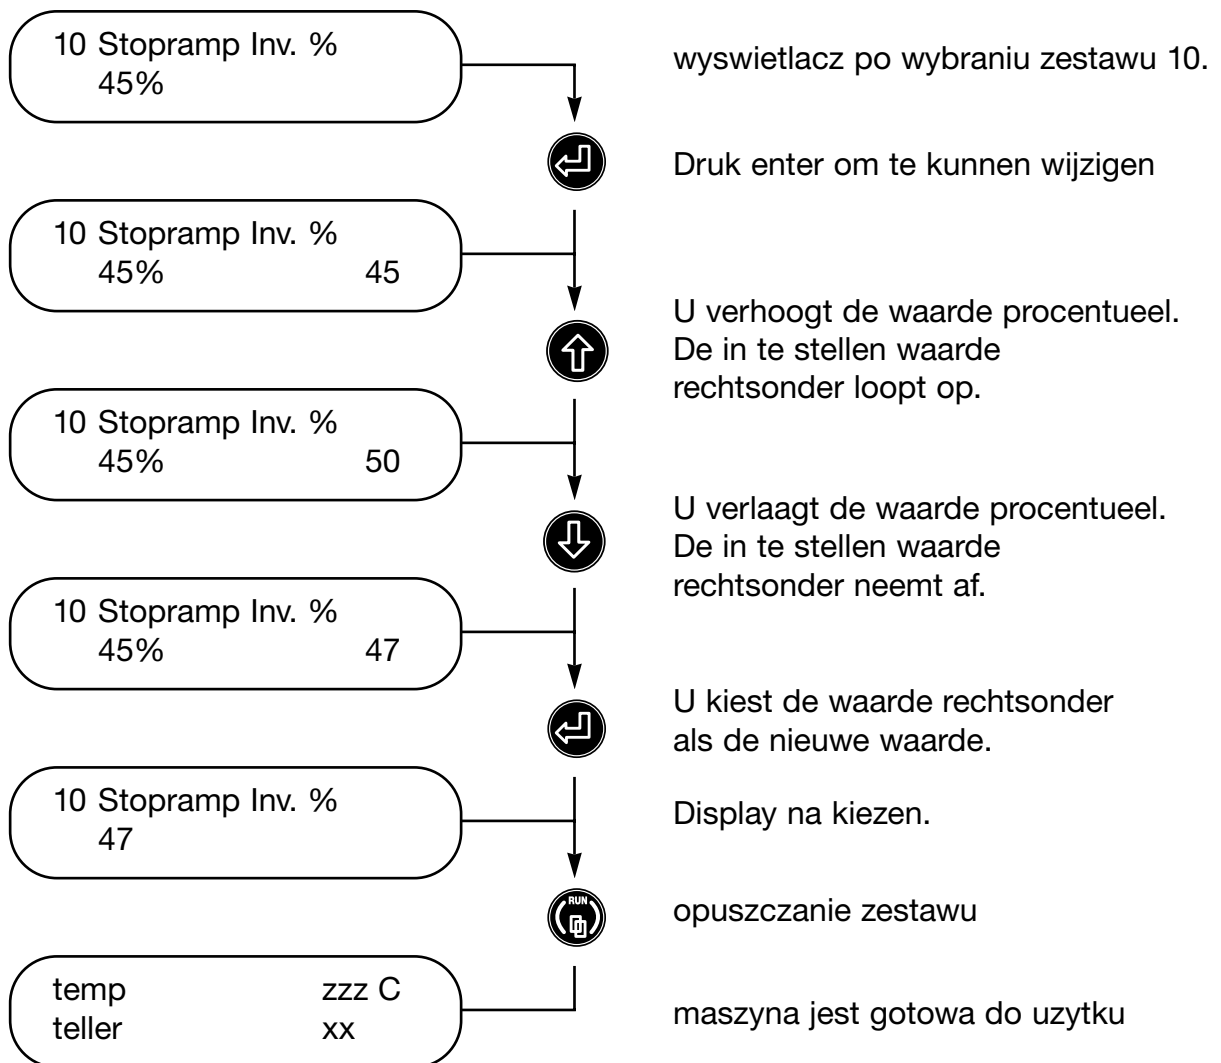 10 Stopramp Inv. %
45%
wyswietlacz po wybraniu zestawu 10.
Druk enter om te kunnen wijzigen
10 Stopramp Inv. %
45% 45
U verhoogt de waarde procentueel.
De in te stellen waarde
rechtsonder loopt op.
10 Stopramp Inv. %
45% 50
U verlaagt de waarde procentueel.
De in te stellen waarde
rechtsonder neemt af.
10 Stopramp Inv. %
45% 47
U kiest de waarde rechtsonder
als de nieuwe waarde.
10 Stopramp Inv. %
47
Display na kiezen.
RUN
opuszczanie zestawu
temp zzz C
teller xx
maszyna jest gotowa do uzytku